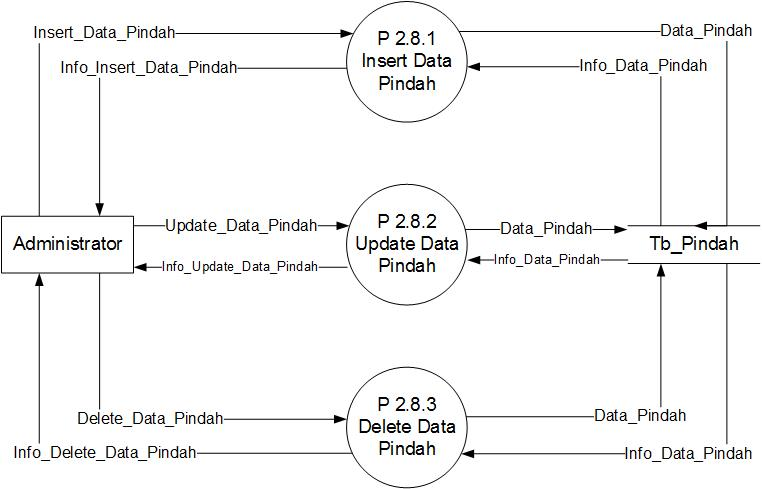 Insert_Data_Pindah
P 2.8.1
Insert Data
Pindah
Data_Pindah
Info_Insert_Data_Pindah
Info_Data_Pindah
Administrator
Update_Data_Pindah
P 2.8.2
Update Data
Pindah
Data_Pindah
Tb_Pindah
Info_Update_Data_Pindah
Info_Data_Pindah
Delete_Data_Pindah
P 2.8.3
Delete Data
Pindah
Data_Pindah
Info_Delete_Data_Pindah
Info_Data_Pindah